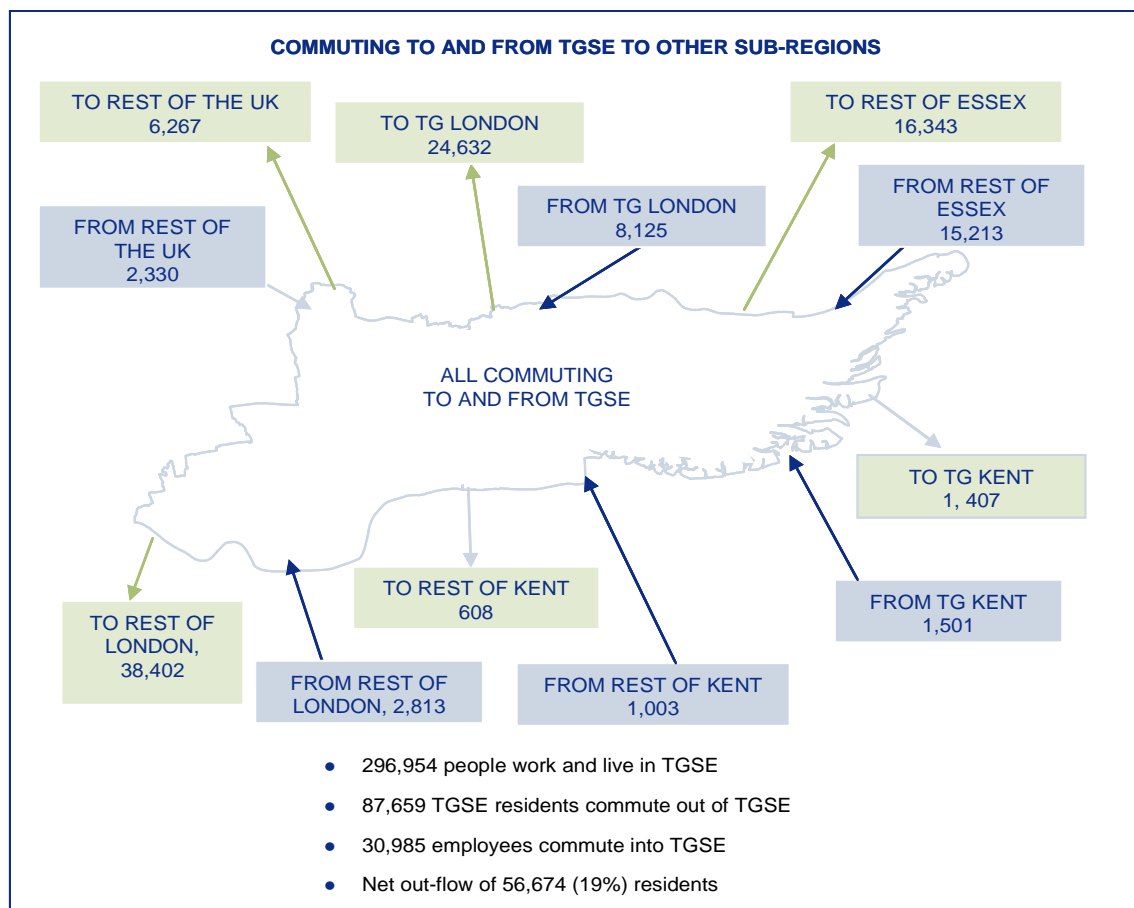 COMMUTING TO AND FROM TGSE TO OTHER SUB-REGIONS
TO REST OF THE UK
6,267
TO TG LONDON
24,632
TO REST OF ESSEX
16,343
FROM REST OF
THE UK
2,330
FROM TG LONDON
8,125
FROM REST OF
ESSEX
15,213
ALL COMMUTING
TO AND FROM TGSE
TO TG KENT
1, 407
TO REST OF
LONDON,
38,402
TO REST OF KENT
608
FROM TG KENT
1,501
FROM REST OF
LONDON, 2,813
FROM REST OF KENT
1,003
● 296,954 people work and live in TGSE
● 87,659 TGSE residents commute out of TGSE
● 30,985 employees commute into TGSE
● Net out-flow of 56,674 (19%) residents